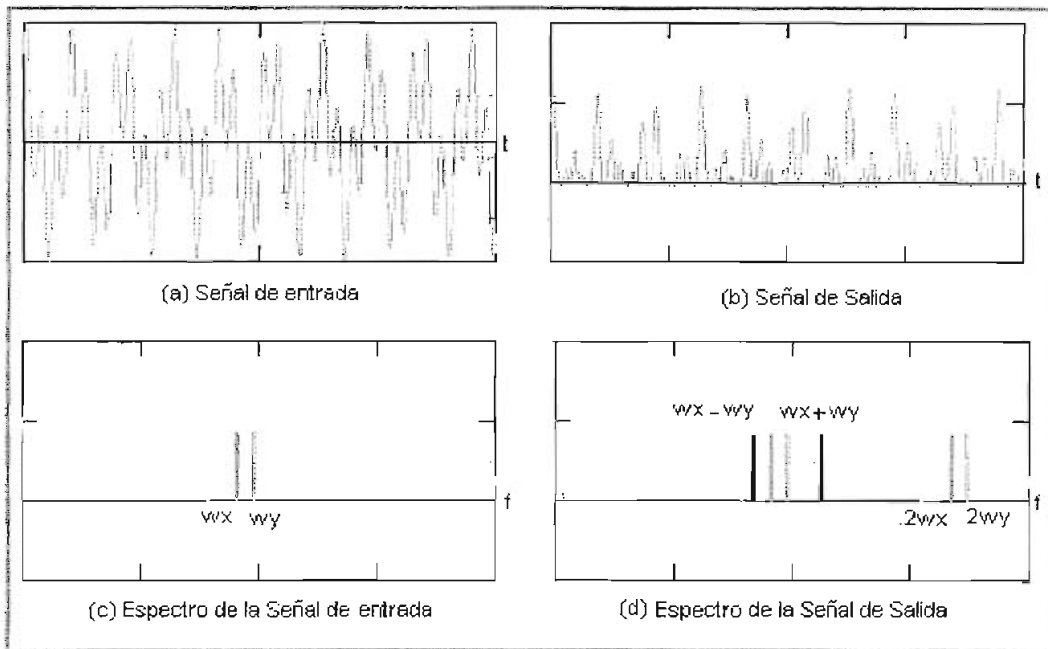 t
t
(a) Señal de entrada
(b) Señal de Salida
wx - wy
wx + wy
wx
wy
f
.2wx
2wy
f
(c) Espectro de la Señal de entrada
(d) Espectro de la Señal de Salida